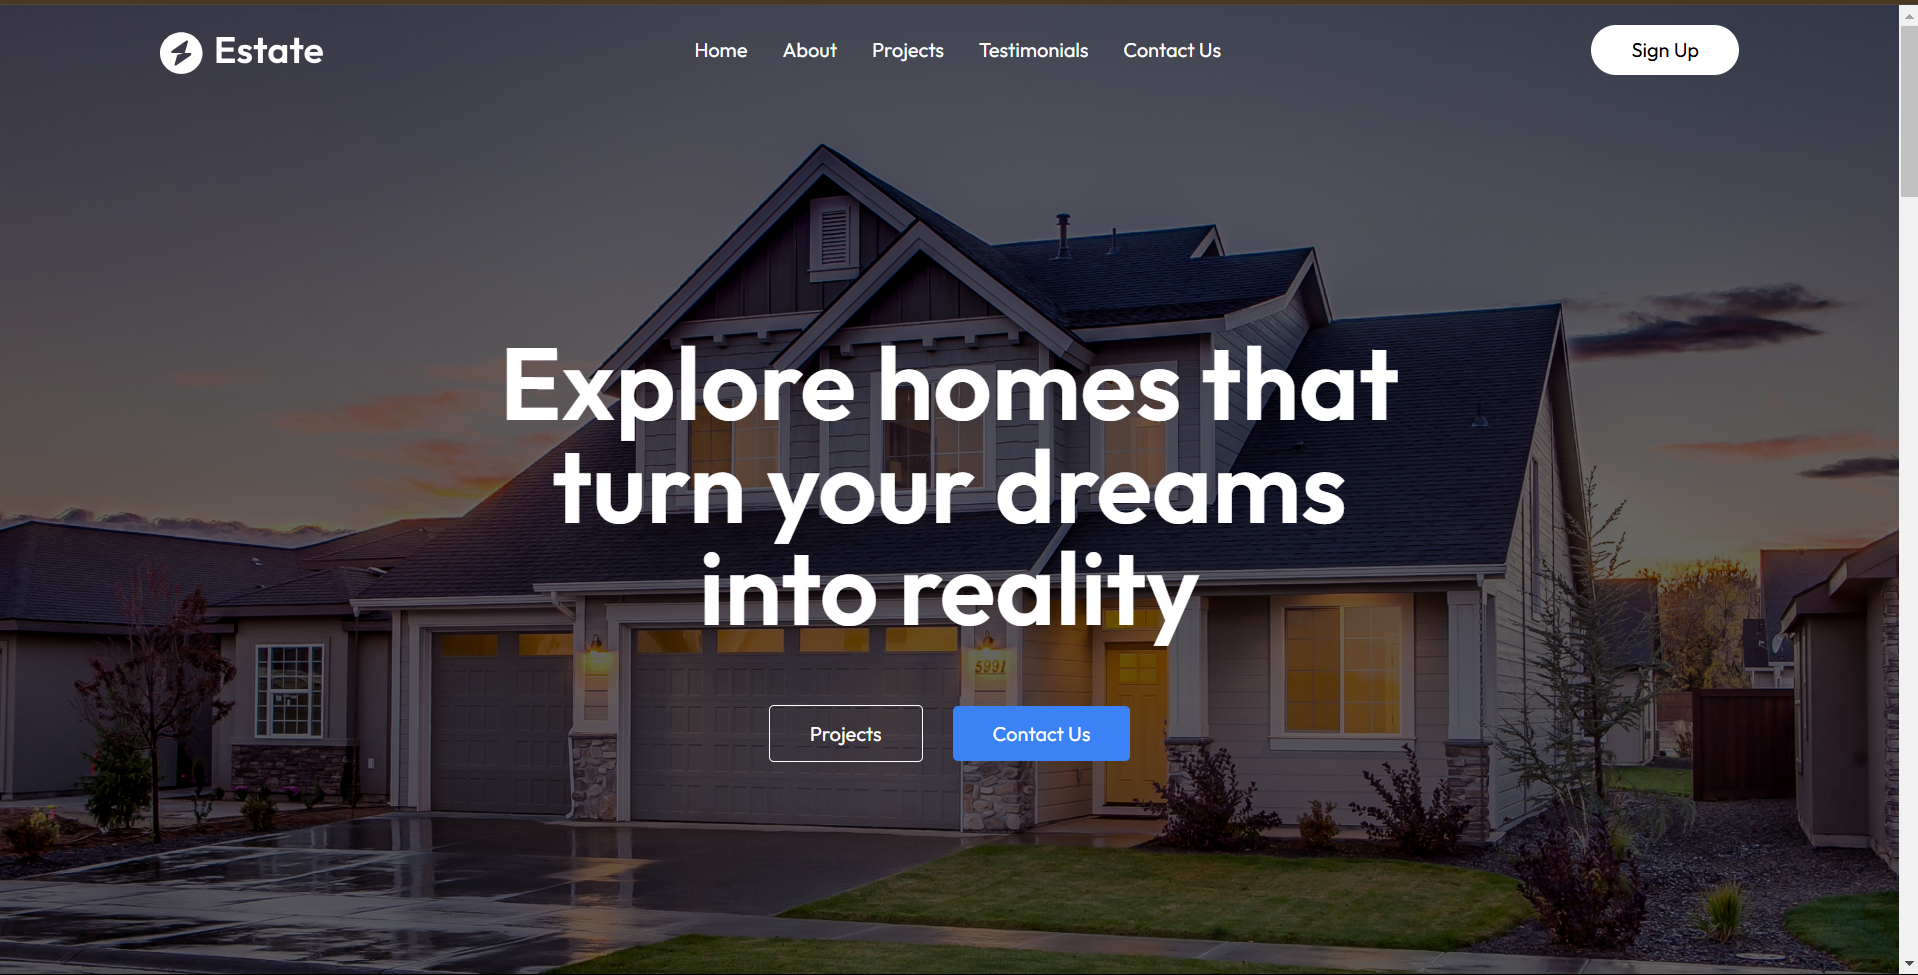 Estate
Home About Projects Testimonials Contact Us
Sign Up
Explore homes that
turn your dreams
into reality
5991
Projects Contact Us